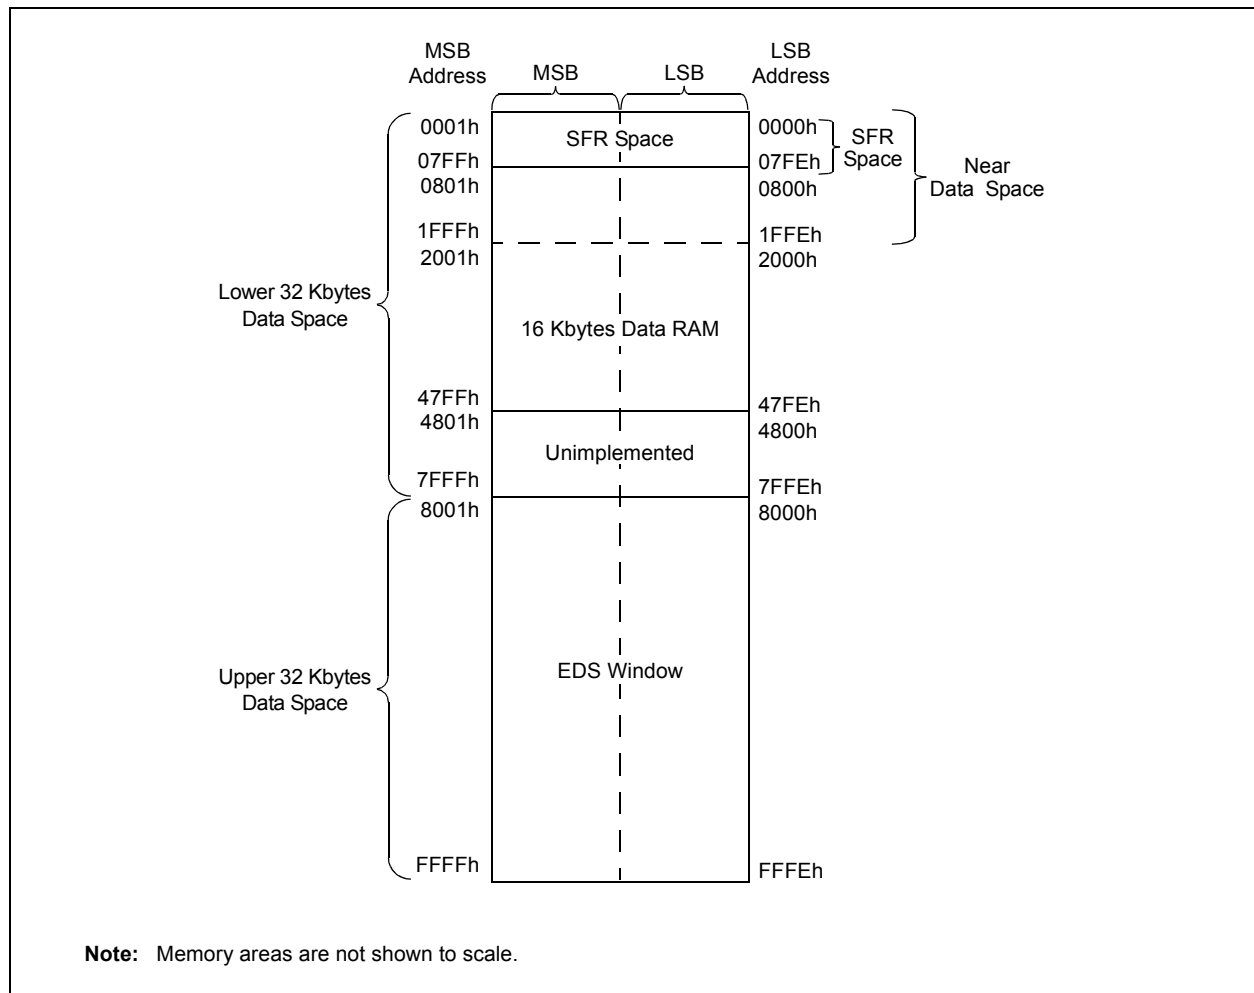 MSB
Address
MSB
LSB
LSB
Address
0001h
SFR Space
0000h
SFR
Space
07FFh
07FEh
0801h
0800h
Near
Data Space
1FFFh
1FFEh
2001h
2000h
Lower 32 Kbytes
Data Space
16 Kbytes Data RAM
47FFh
47FEh
4801h
4800h
Unimplemented
7FFFh
7FFEh
8001h
8000h
Upper 32 Kbytes
Data Space
EDS Window
FFFFh
FFFEh
Note: Memory areas are not shown to scale.